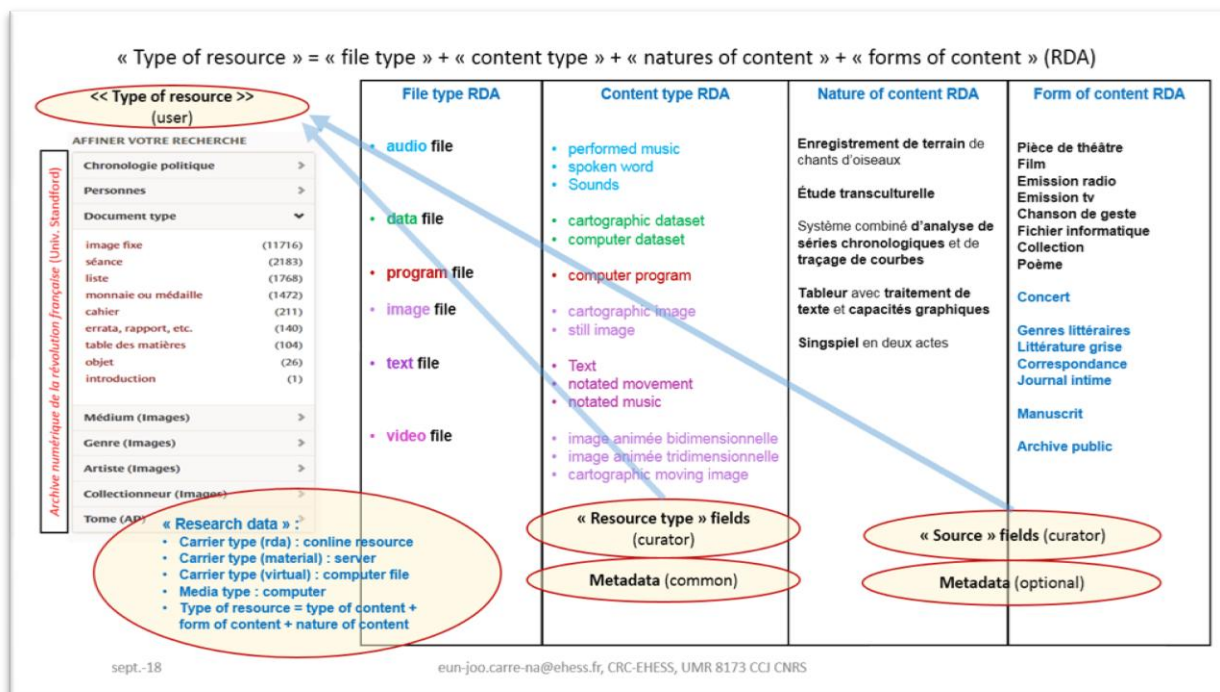 « Type of resource » = « file type » + « content type » + « natures of content » + « forms of content » (RDA)
<< Type of resource >>
(user)
AFFINER VOTRE RECHERCHE
Archive numérique de la révolution française (Univ. Standford)
Chronologie politique
Personnes
Document type
image fixe (11716)
séance (2183)
liste (1768)
monnaie ou médaille (1472)
cahier (211)
errata, rapport, etc. (140)
table des matières (104)
objet (26)
introduction (1)
Médium (Images)
Genre (Images)
Artiste (Images)
Collectionneur (Images)
Tome (AP)
« Research data » :
• Carrier type (rda) : conline resource
• Carrier type (material) : server
• Carrier type (virtual) : computer file
• Media type : computer
• Type of resource = type of content +
form of content + nature of content
File type RDA
• audio file
• data file
• program file
• image file
• text file
• video file
Content type RDA
• performed music
• spoken word
• Sounds
• cartographic dataset
• computer dataset
• computer program
• cartographic image
• still image
• Text
• notated movement
• notated music
• image animée bidimensionnelle
• image animée tridimensionnelle
• cartographic moving image
« Resource type » fields
(curator)
Metadata (common)
Nature of content RDA
Enregistrement de terrain de
chants d'oiseaux
Étude transculturelle
Système combiné d'analyse de
séries chronologiques et de
traçage de courbes
Tableur avec traitement de
texte et capacités graphiques
Singspiel en deux actes
Form of content RDA
Pièce de théâtre
Film
Emission radio
Emission tv
Chanson de geste
Fichier informatique
Collection
Poème
Concert
Genres littéraires
Littérature grise
Correspondance
Journal intime
Manuscrit
Archive public
« Source » fields (curator)
Metadata (optional)
sept.-18
eun-joo.carre-na@ehess.fr, CRC-EHESS, UMR 8173 CCJ CNRS